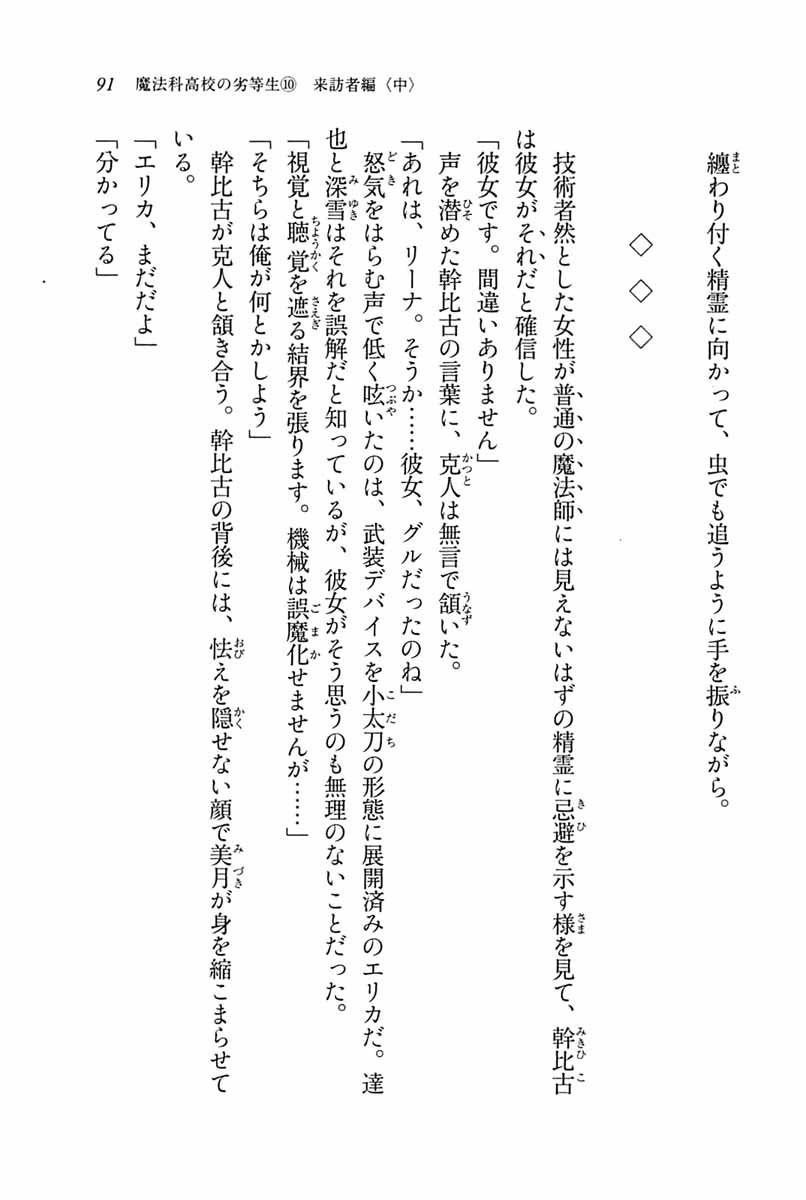 91　魔法科高校の劣等生⑩　来訪者編〈中〉
纏わり付く精霊に向かって、虫でも追うように手を振りながら。
◇　◇　◇
技術者然とした女性が普通の魔法師には見えないはずの精霊に忌避を示す様を見て、幹比古
は彼女がそれだと確信した。
「彼女です。間違いありません」
声を潜めた幹比古の言葉に、克人は無言で頷いた。
「あれは、リーナ。そうか……彼女、グルだったのね」
怒気をはらむ声で低く呟いたのは、武装デバイスを小太刀の形態に展開済みのエリカだ。達
也と深雪はそれを誤解だと知っているが、彼女がそう思うのも無理のないことだった。
「視覚と聴覚を遮る結界を張ります。機械は誤魔化せませんが……」
「そちらは俺が何とかしよう」
幹比古が克人と頷き合う。幹比古の背後には、怯えを隠せない顔で美月が身を縮こまらせて
いる。
「エリカ、まだだよ」
「分かってる」